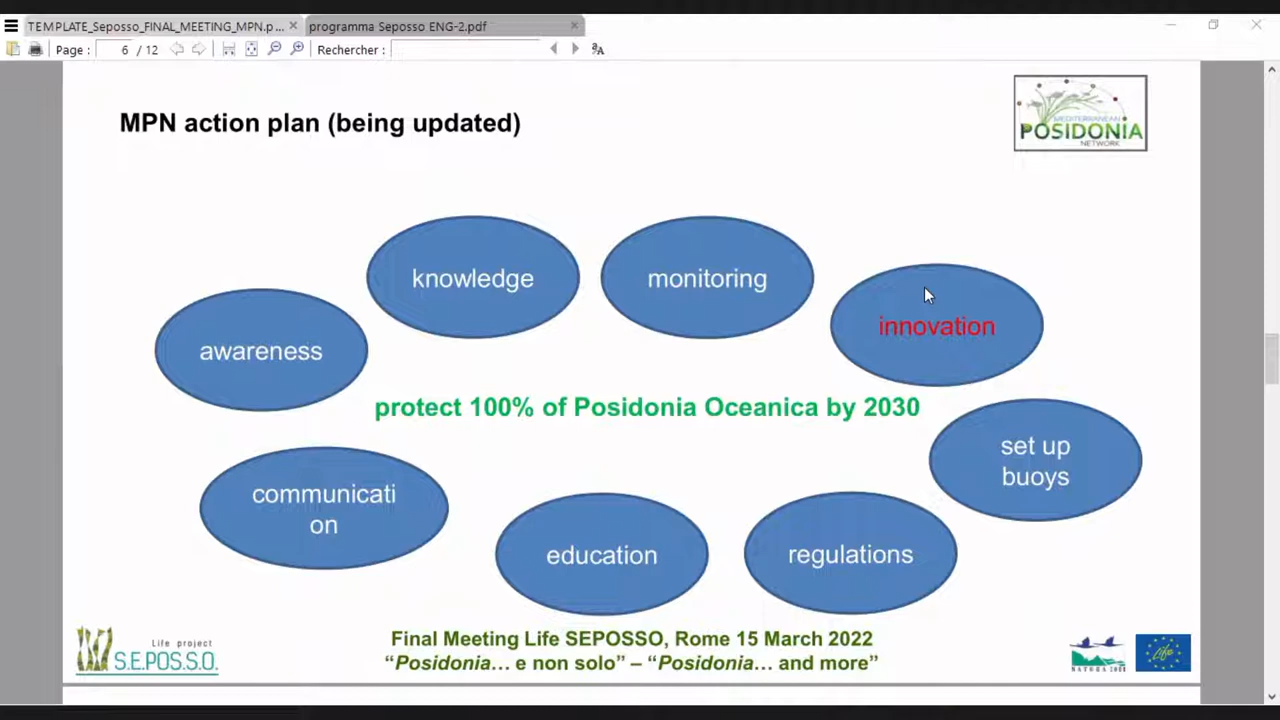 TEMPLATE_Seposso_FINAL_MEETING_MPN.p...
programma Seposso ENG-2.pdf
Page : 6 / 12
Rechercher :
MPN action plan (being updated)
MEDITERRANEAN
POSIDONIA
NETWORK
knowledge
monitoring
innovation
awareness
protect 100% of Posidonia Oceanica by 2030
set up
buoys
communicati
on
education
regulations
Life project
S.E.POS.S.O.
Final Meeting Life SEPOSSO, Rome 15 March 2022
“Posidonia… e non solo” – “Posidonia… and more”
NATURA 2000
Life